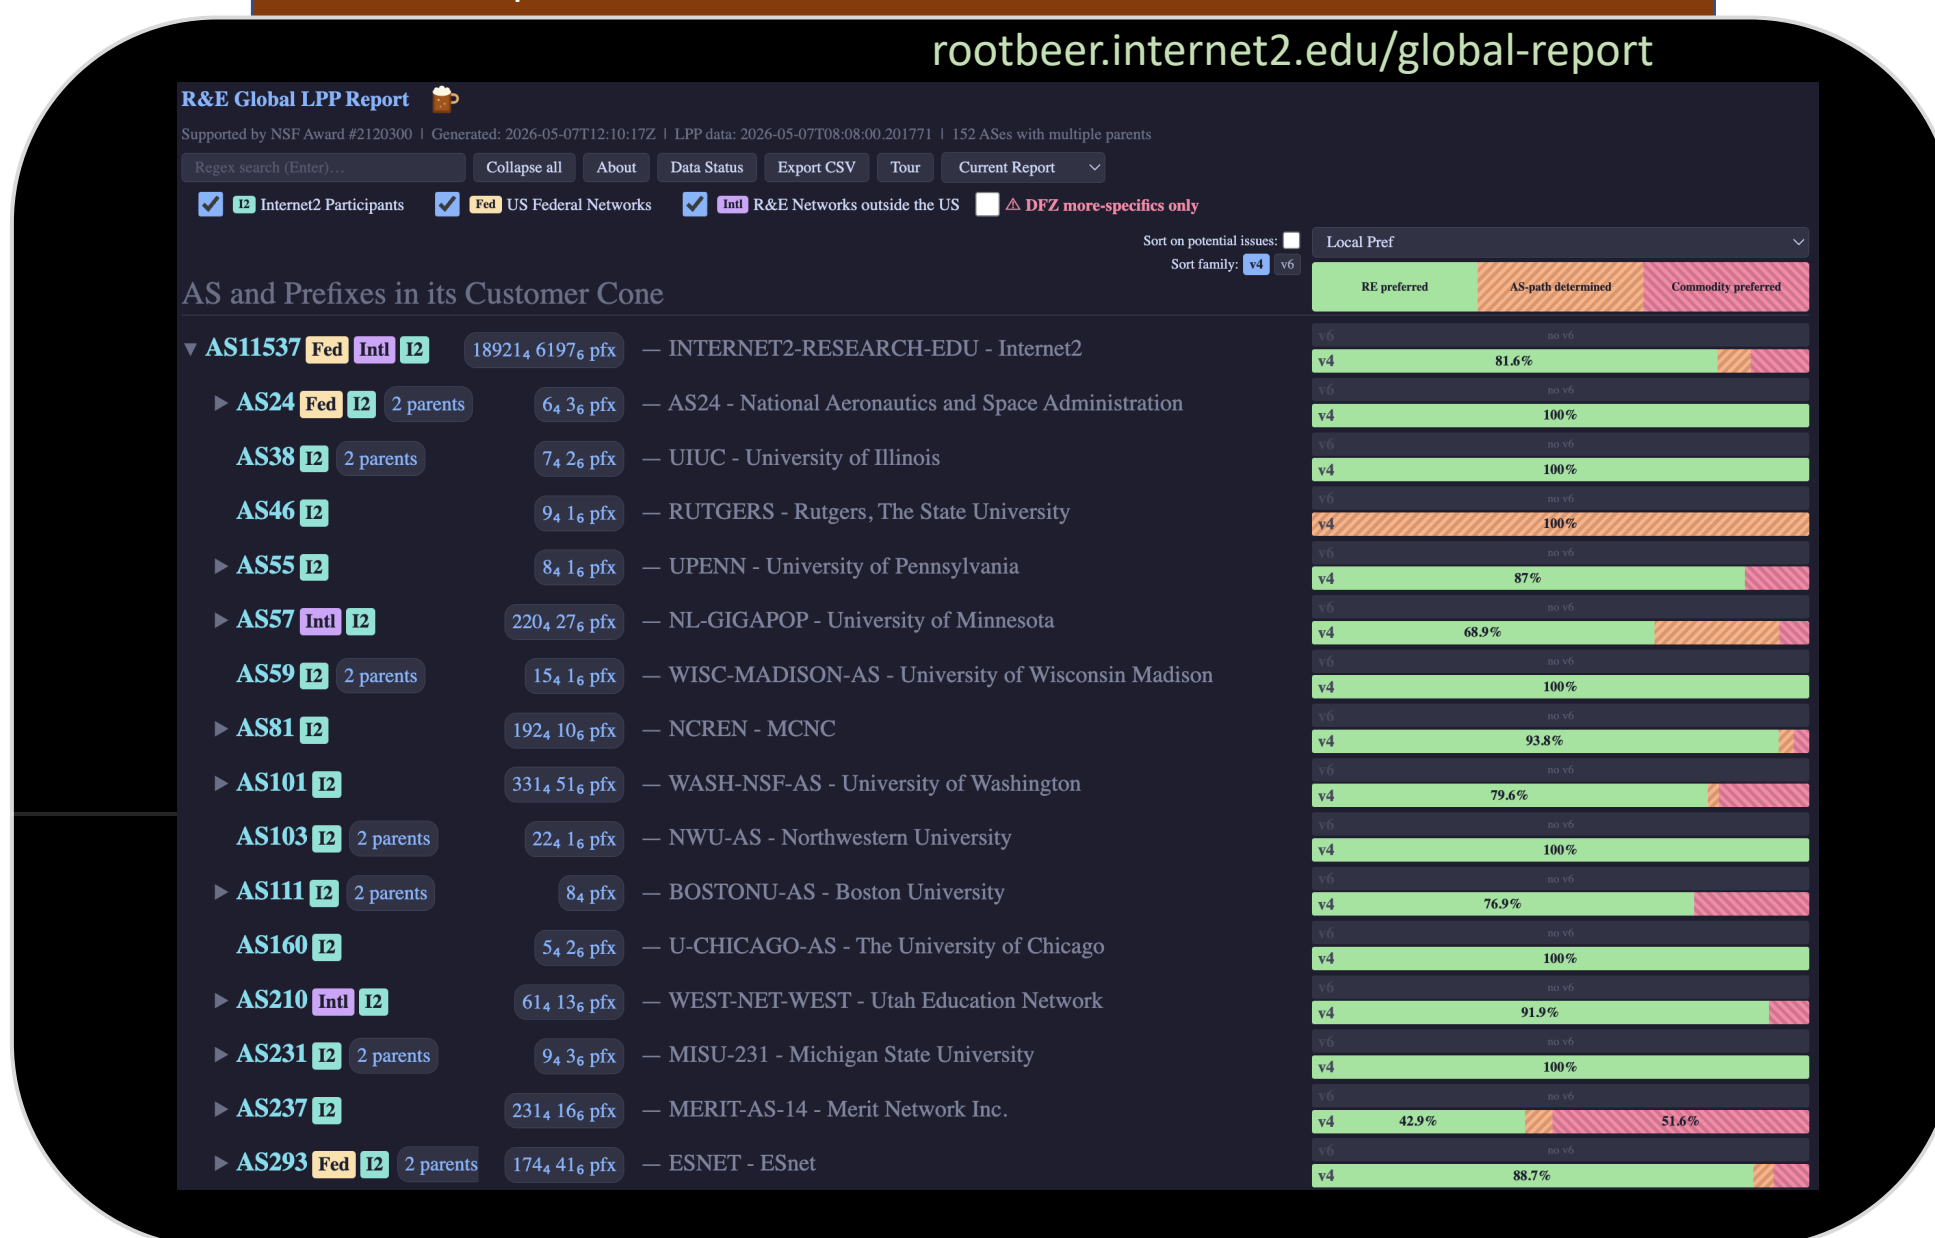 rootbeer.internet2.edu/global-report
R&E Global LPP Report
Supported by NSF Award #2120300 | Generated: 2026-05-07T12:10:17Z | LPP data: 2026-05-07T08:08:00.201771 | 152 ASes with multiple parents
Regex search (Enter)… Collapse all About Data Status Export CSV Tour Current Report
I2 Internet2 Participants Fed US Federal Networks Intl R&E Networks outside the US ⚠ DFZ more-specifics only
Sort on potential issues: Local Pref
Sort family: v4 v6
AS and Prefixes in its Customer Cone RE preferred AS-path determined Commodity preferred
v6 no v6
▼ AS11537 Fed Intl I2 18921₄ 6197₆ pfx — INTERNET2-RESEARCH-EDU - Internet2
v4 81.6%
v6 no v6
▶ AS24 Fed I2 2 parents 6₄ 3₆ pfx — AS24 - National Aeronautics and Space Administration
v4 100%
v6 no v6
AS38 I2 2 parents 7₄ 2₆ pfx — UIUC - University of Illinois
v4 100%
v6 no v6
AS46 I2 9₄ 1₆ pfx — RUTGERS - Rutgers, The State University
v4 100%
v6 no v6
▶ AS55 I2 8₄ 1₆ pfx — UPENN - University of Pennsylvania
v4 87%
v6 no v6
▶ AS57 Intl I2 220₄ 27₆ pfx — NL-GIGAPOP - University of Minnesota
v4 68.9%
v6 no v6
AS59 I2 2 parents 15₄ 1₆ pfx — WISC-MADISON-AS - University of Wisconsin Madison
v4 100%
v6 no v6
▶ AS81 I2 192₄ 10₆ pfx — NCREN - MCNC
v4 93.8%
v6 no v6
▶ AS101 I2 331₄ 51₆ pfx — WASH-NSF-AS - University of Washington
v4 79.6%
v6 no v6
AS103 I2 2 parents 22₄ 1₆ pfx — NWU-AS - Northwestern University
v4 100%
v6 no v6
▶ AS111 I2 2 parents 8₄ pfx — BOSTONU-AS - Boston University
v4 76.9%
v6 no v6
AS160 I2 5₄ 2₆ pfx — U-CHICAGO-AS - The University of Chicago
v4 100%
v6 no v6
▶ AS210 Intl I2 61₄ 13₆ pfx — WEST-NET-WEST - Utah Education Network
v4 91.9%
v6 no v6
▶ AS231 I2 2 parents 9₄ 3₆ pfx — MISU-231 - Michigan State University
v4 100%
v6 no v6
▶ AS237 I2 231₄ 16₆ pfx — MERIT-AS-14 - Merit Network Inc.
v4 42.9% 51.6%
v6 no v6
▶ AS293 Fed I2 2 parents 174₄ 41₆ pfx — ESNET - ESnet
v4 88.7%